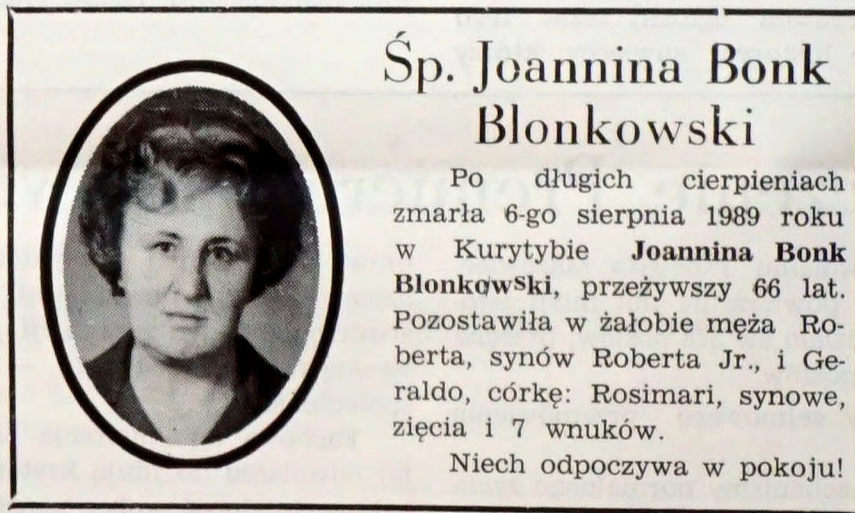 Śp. Joannina Bonk
Blonkowski
Po długich cierpieniach
zmarła 6-go sierpnia 1989 roku
w Kurytybie Joannina Bonk
Blonkowski, przeżywszy 66 lat.
Pozostawiła w żałobie męża Ro-
berta, synów Roberta Jr., i Ge-
raldo, córkę: Rosimari, synowe,
zięcia i 7 wnuków.
Niech odpoczywa w pokoju!